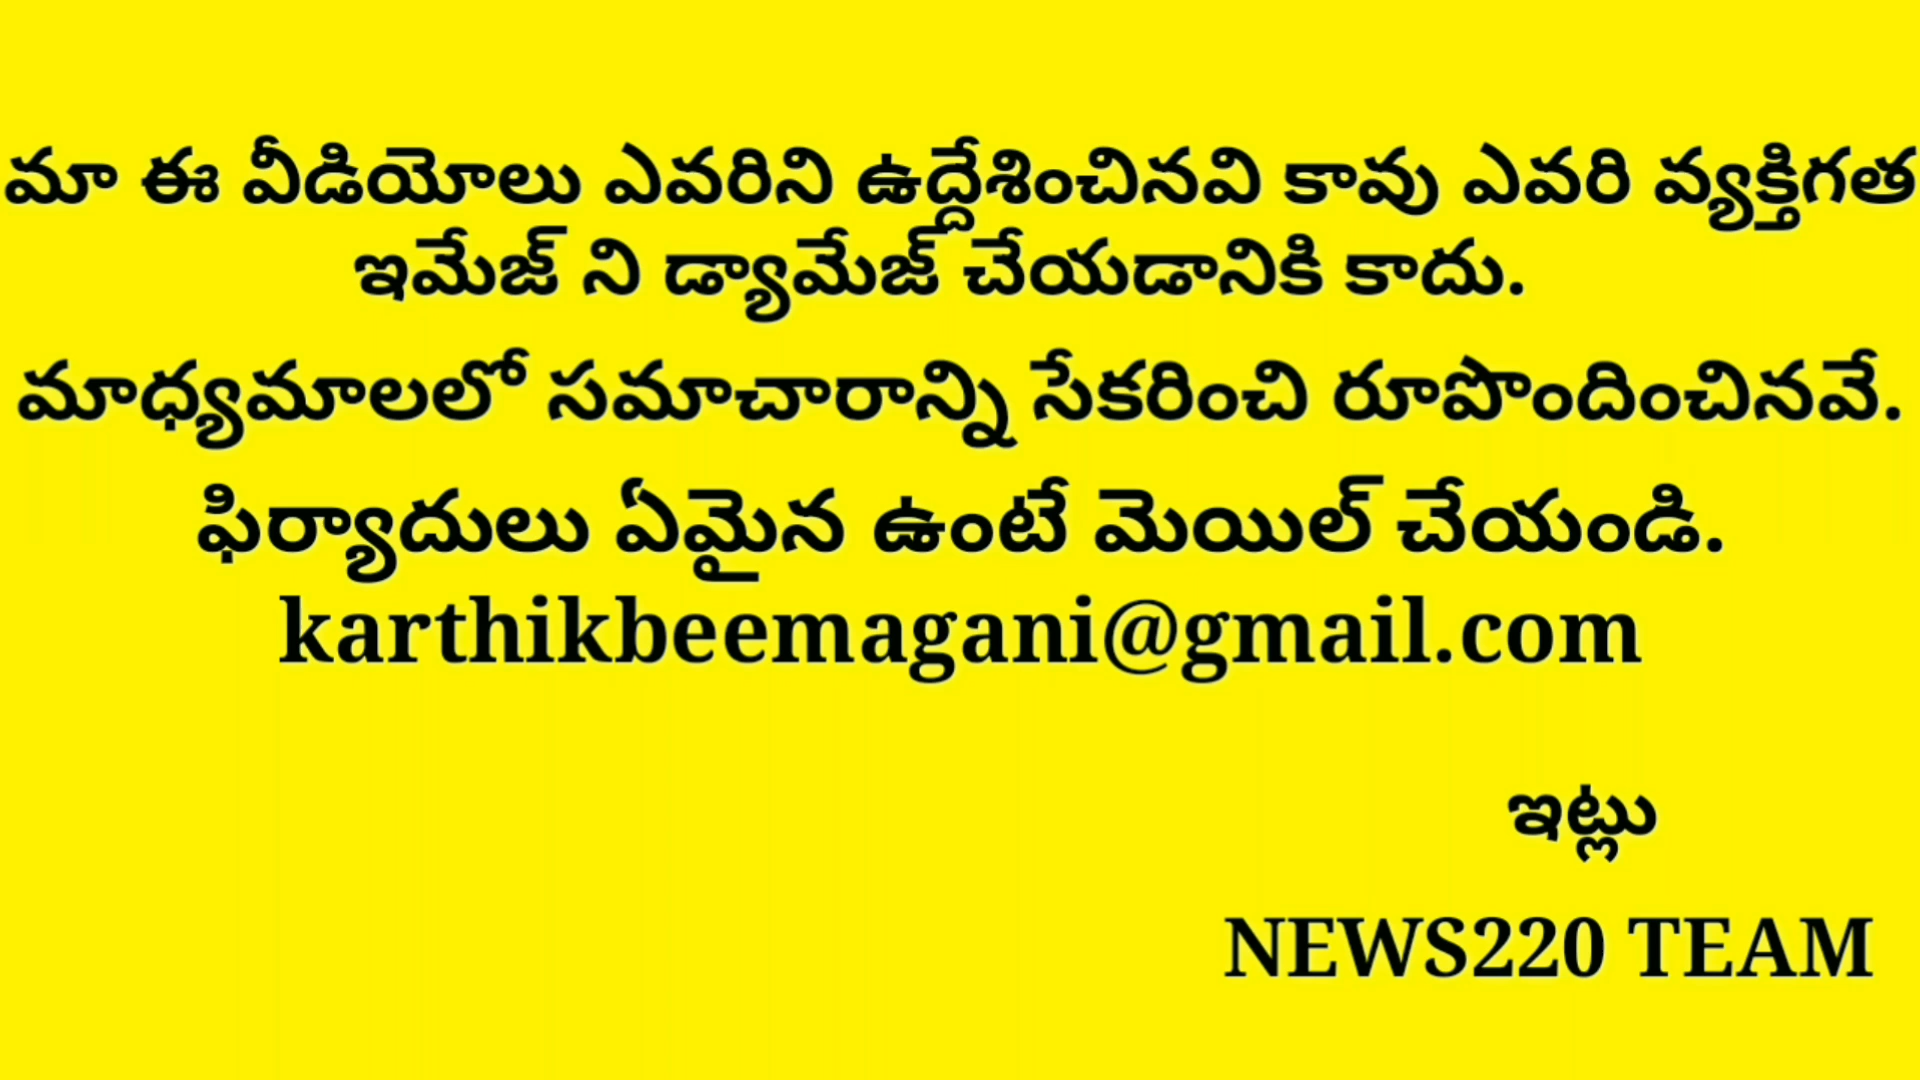 మా ఈ వీడియోలు ఎవరిని ఉద్దేశించినవి కావు ఎవరి వ్యక్తిగత
ఇమేజ్ ని డ్యామేజ్ చేయడానికి కాదు.
మాధ్యమాలలో సమాచారాన్ని సేకరించి రూపొందించినవే.
ఫిర్యాదులు ఏమైన ఉంటే మెయిల్ చేయండి.
karthikbeemagani@gmail.com
ఇట్లు
NEWS220 TEAM